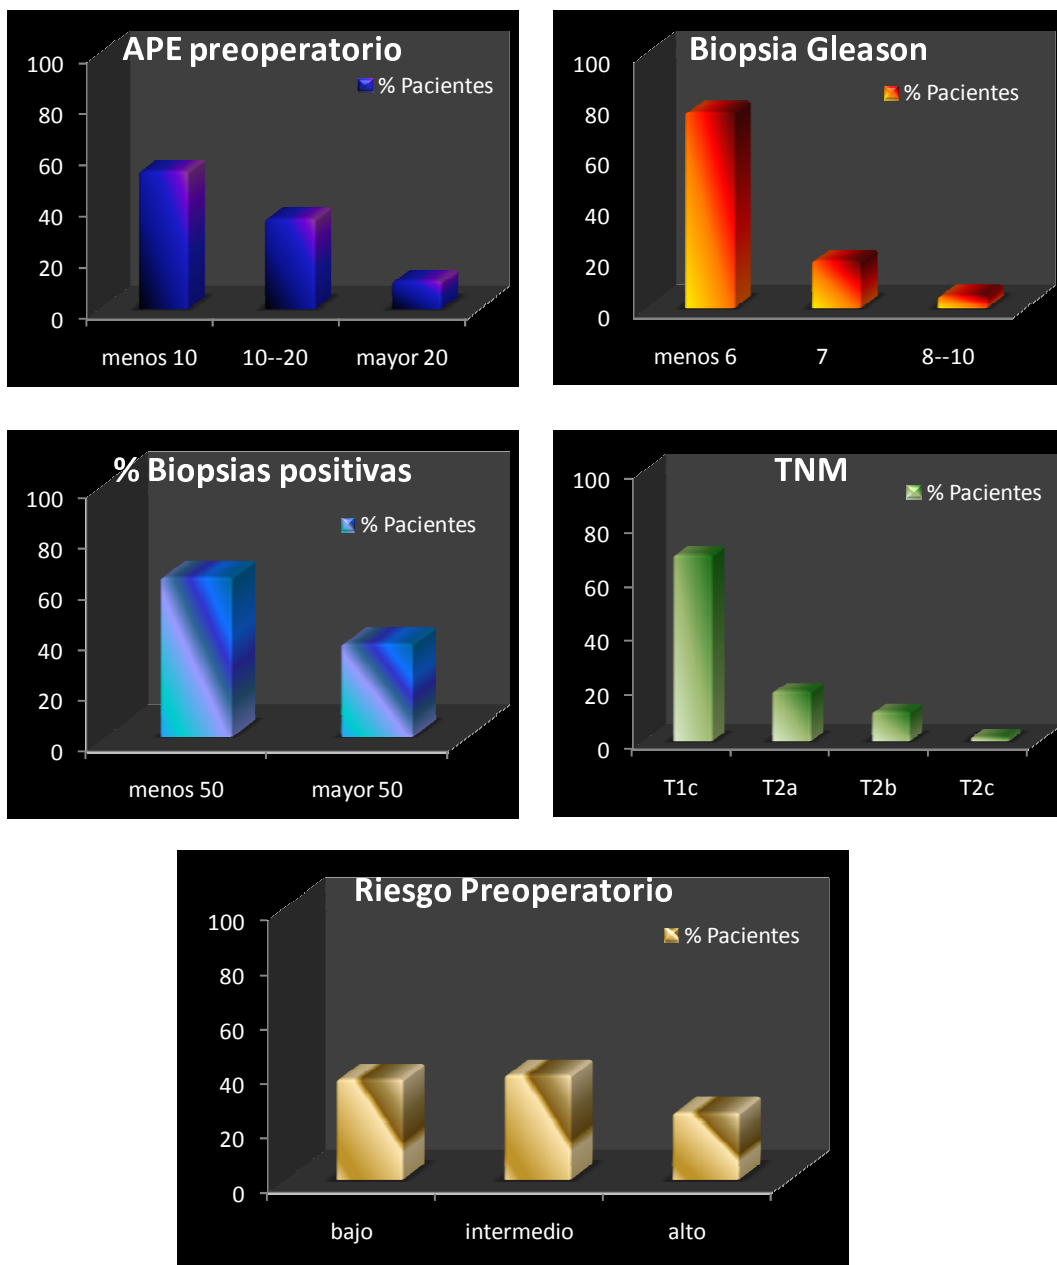 APE preoperatorio
% Pacientes
100
80
60
40
20
0
menos 10 10--20 mayor 20
Biopsia Gleason
% Pacientes
100
80
60
40
20
0
menos 6 7 8--10
% Biopsias positivas
% Pacientes
100
80
60
40
20
0
menos 50 mayor 50
TNM
% Pacientes
100
80
60
40
20
0
T1c T2a T2b T2c
Riesgo Preoperatorio
% Pacientes
100
80
60
40
20
0
bajo intermedio alto